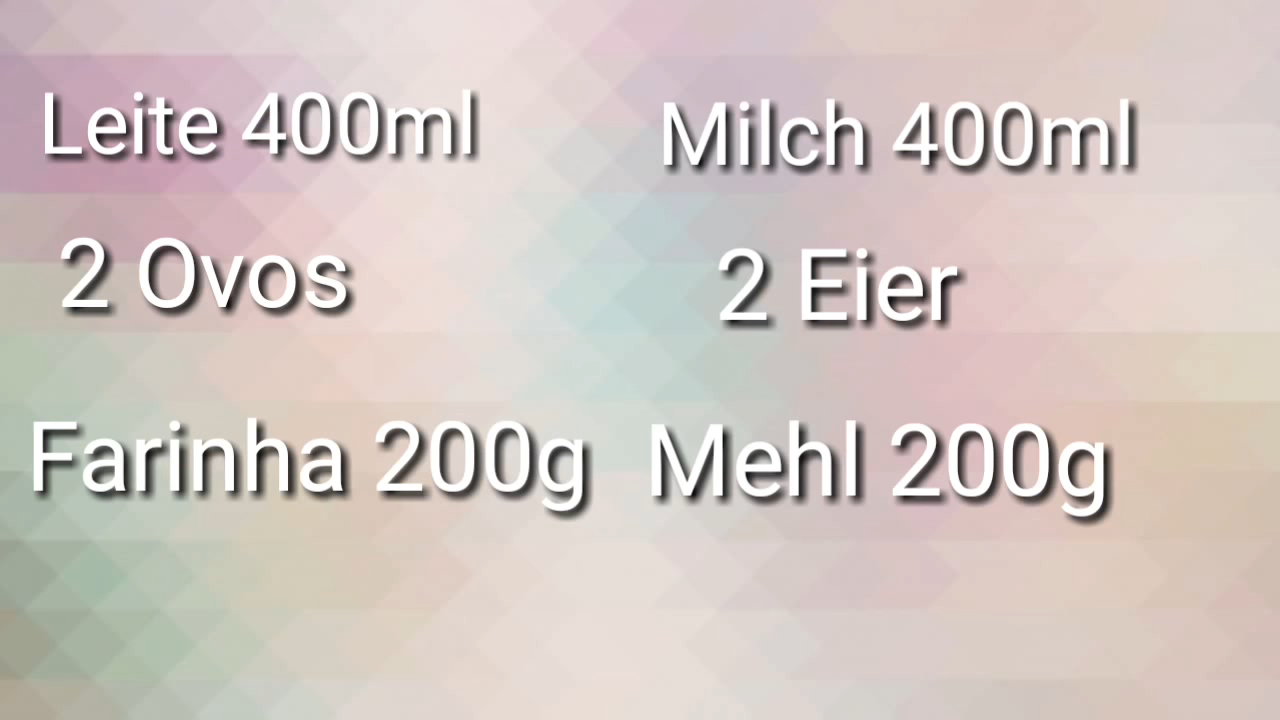 Leite 400ml
2 Ovos
Farinha 200g
Milch 400ml
2 Eier
Mehl 200g